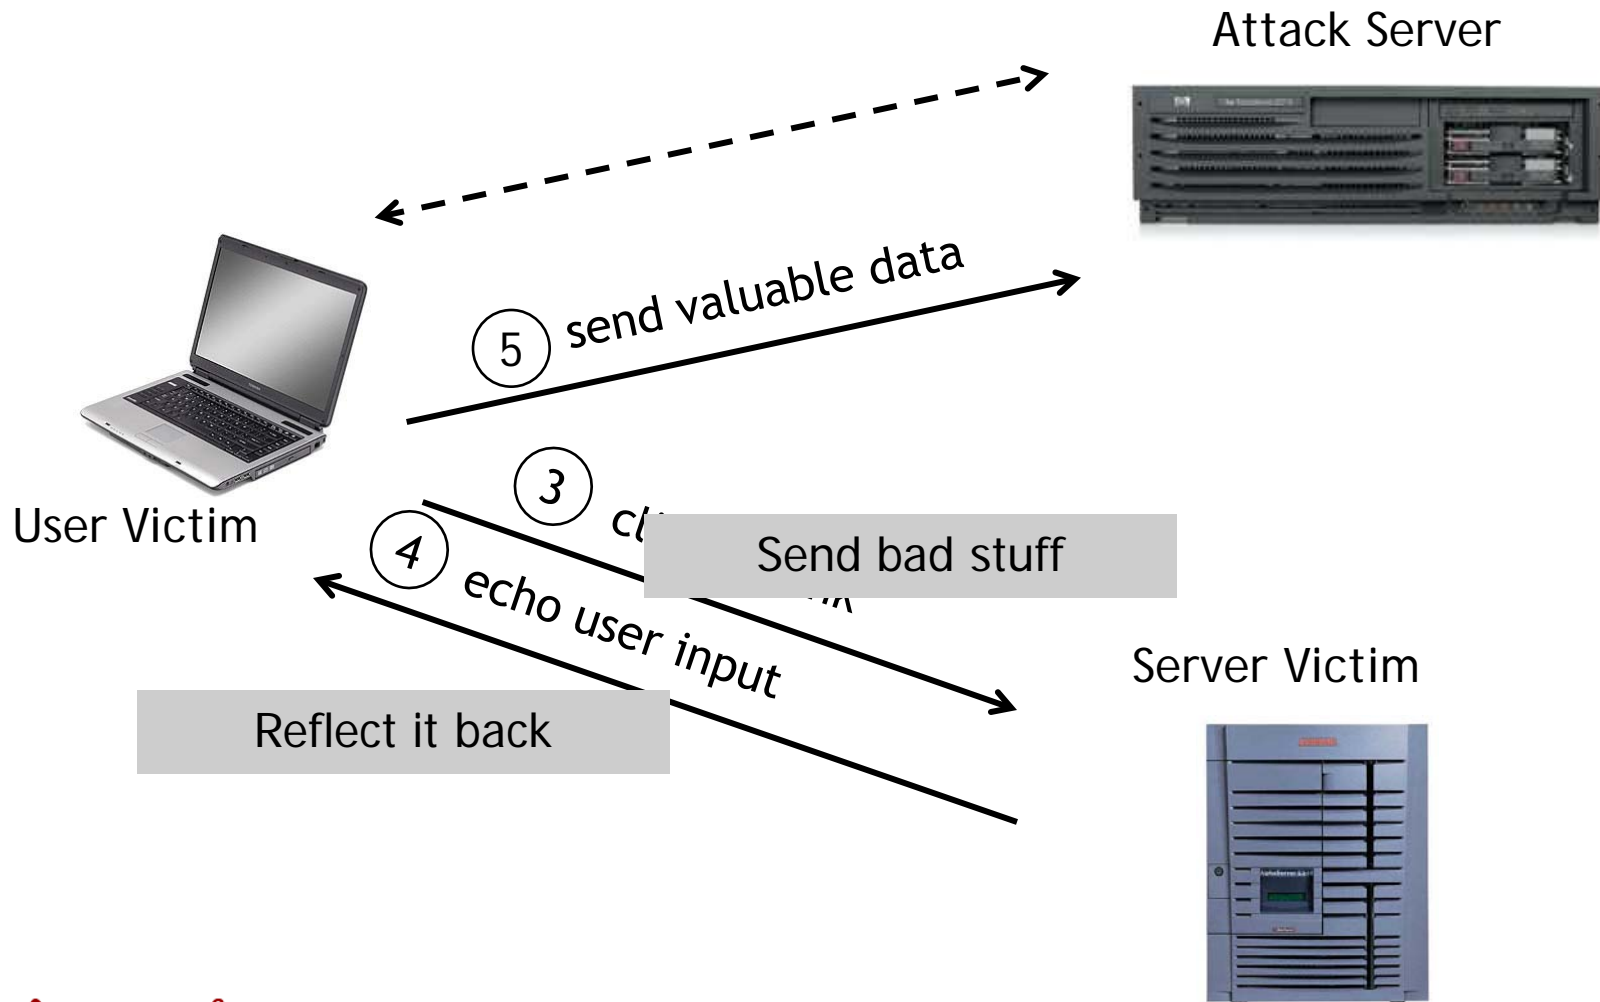 Attack Server
5 send valuable data
3
Send bad stuff
User Victim
4 echo user input
Server Victim
Reflect it back